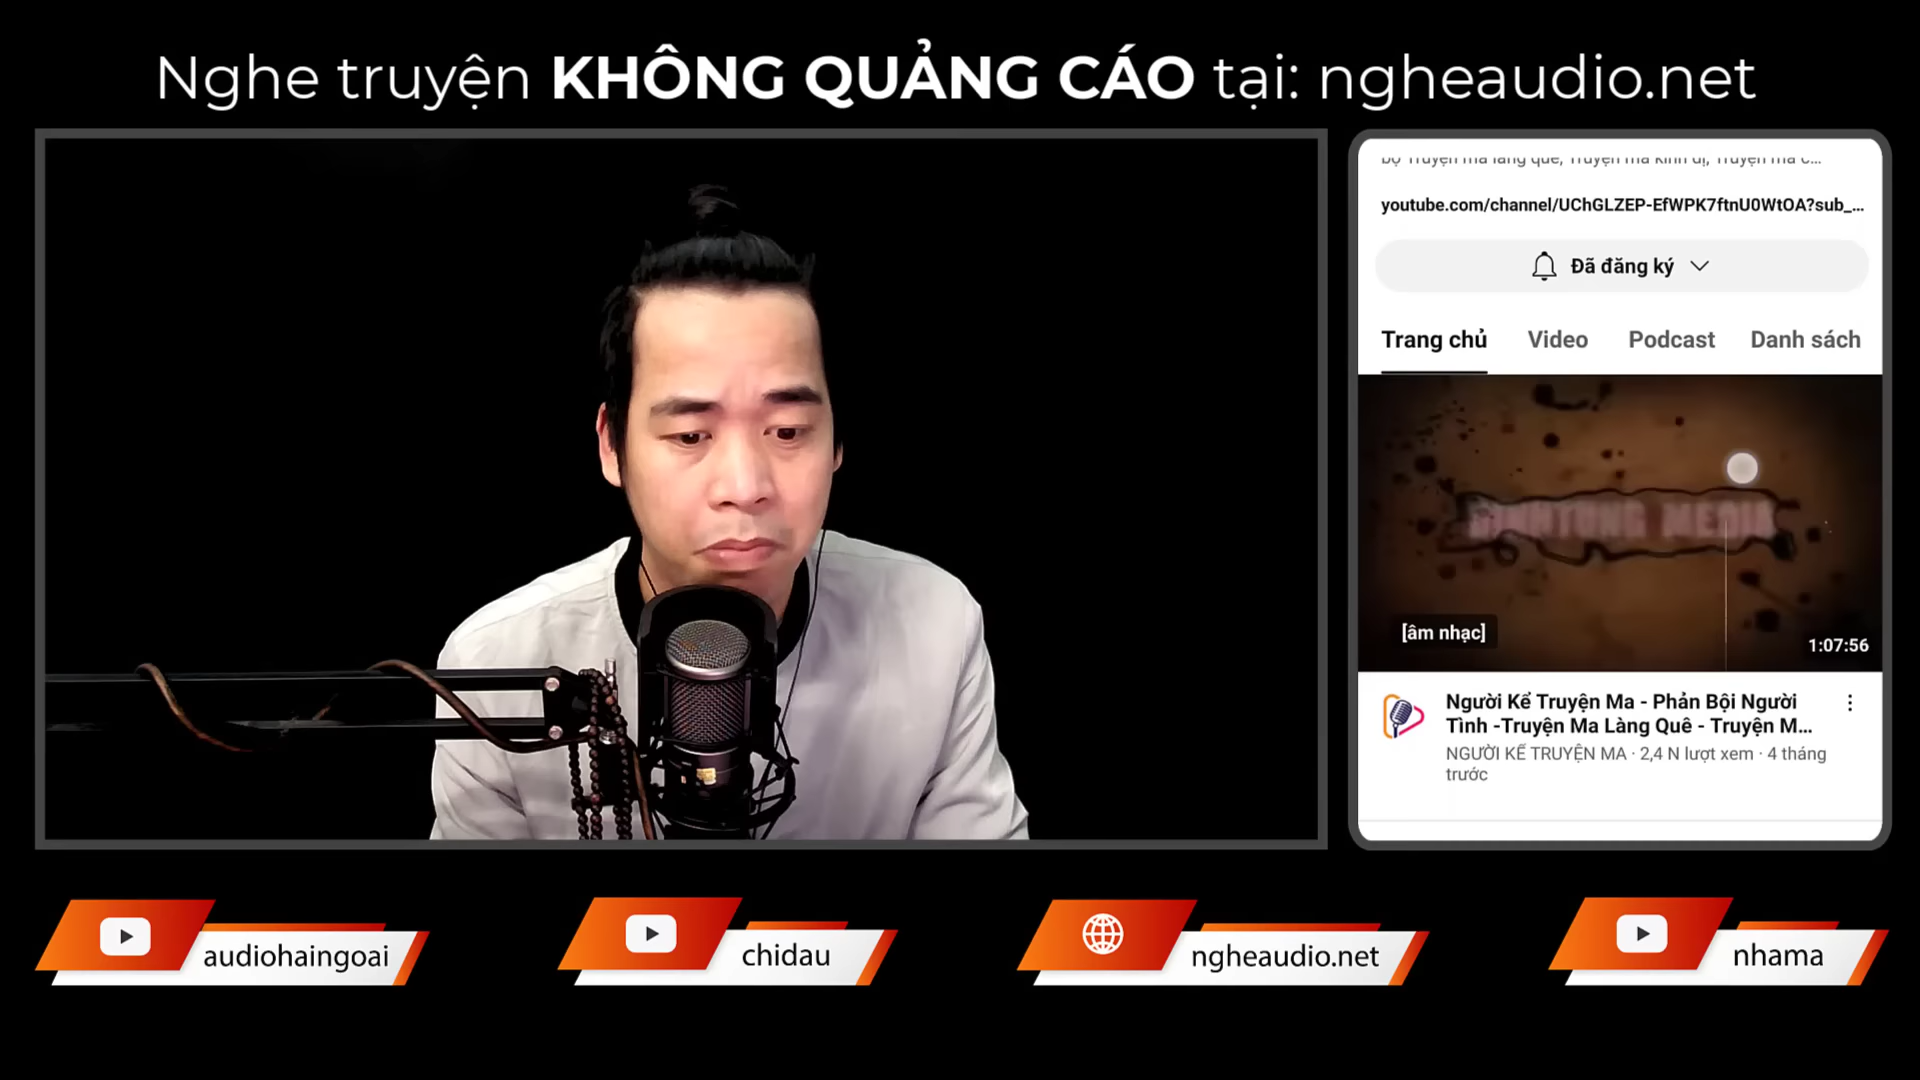 Nghe truyện KHÔNG QUẢNG CÁO tại: ngheaudio.net
youtube.com/channel/UChGLZEP-EfWPK7ftnU0WtOA?sub_...
Đã đăng ký
Trang chủ Video Podcast Danh sách
MEDIA
[âm nhạc]
1:07:56
Người Kể Truyện Ma - Phản Bội Người
Tình -Truyện Ma Làng Quê - Truyện M...
NGƯỜI KỂ TRUYỆN MA · 2,4 N lượt xem · 4 tháng
trước
audiohaingoai
chidau
ngheaudio.net
nhama